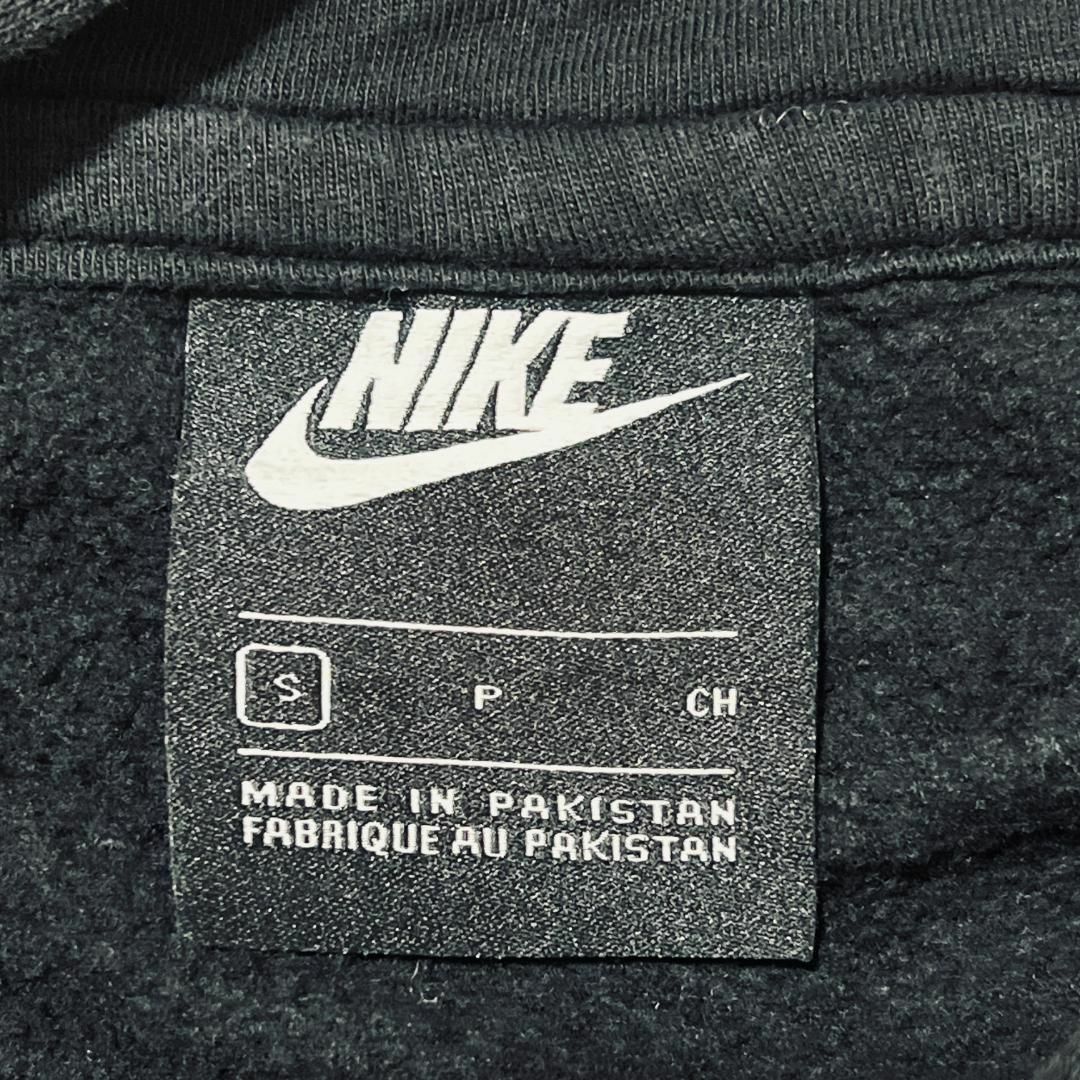 NIKE
S P CH
MADE IN PAKISTAN
FABRIQUE AU PAKISTAN